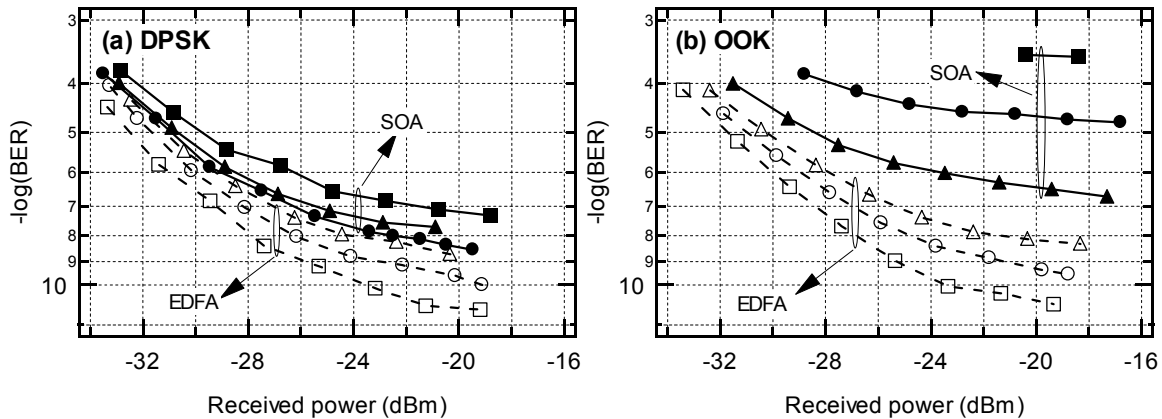 (a) DPSK
SOA
EDFA
3
4
5
6
7
8
9
10
-log(BER)
-32
-28
-24
-20
-16
Received power (dBm)
(b) OOK
SOA
EDFA
3
4
5
6
7
8
9
10
-log(BER)
-32
-28
-24
-20
-16
Received power (dBm)